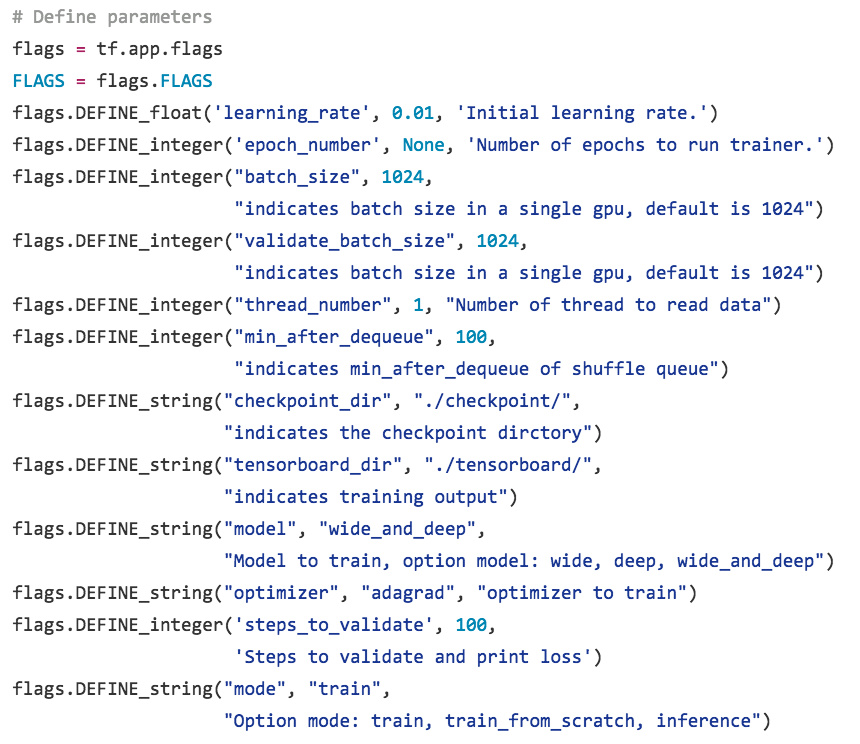 # Define parameters
flags = tf.app.flags
FLAGS = flags.FLAGS
flags.DEFINE_float('learning_rate', 0.01, 'Initial learning rate.')
flags.DEFINE_integer('epoch_number', None, 'Number of epochs to run trainer.')
flags.DEFINE_integer("batch_size", 1024,
                     "indicates batch size in a single gpu, default is 1024")
flags.DEFINE_integer("validate_batch_size", 1024,
                     "indicates batch size in a single gpu, default is 1024")
flags.DEFINE_integer("thread_number", 1, "Number of thread to read data")
flags.DEFINE_integer("min_after_dequeue", 100,
                     "indicates min_after_dequeue of shuffle queue")
flags.DEFINE_string("checkpoint_dir", "./checkpoint/",
                    "indicates the checkpoint dirctory")
flags.DEFINE_string("tensorboard_dir", "./tensorboard/",
                    "indicates training output")
flags.DEFINE_string("model", "wide_and_deep",
                    "Model to train, option model: wide, deep, wide_and_deep")
flags.DEFINE_string("optimizer", "adagrad", "optimizer to train")
flags.DEFINE_integer('steps_to_validate', 100,
                     'Steps to validate and print loss')
flags.DEFINE_string("mode", "train",
                    "Option mode: train, train_from_scratch, inference")